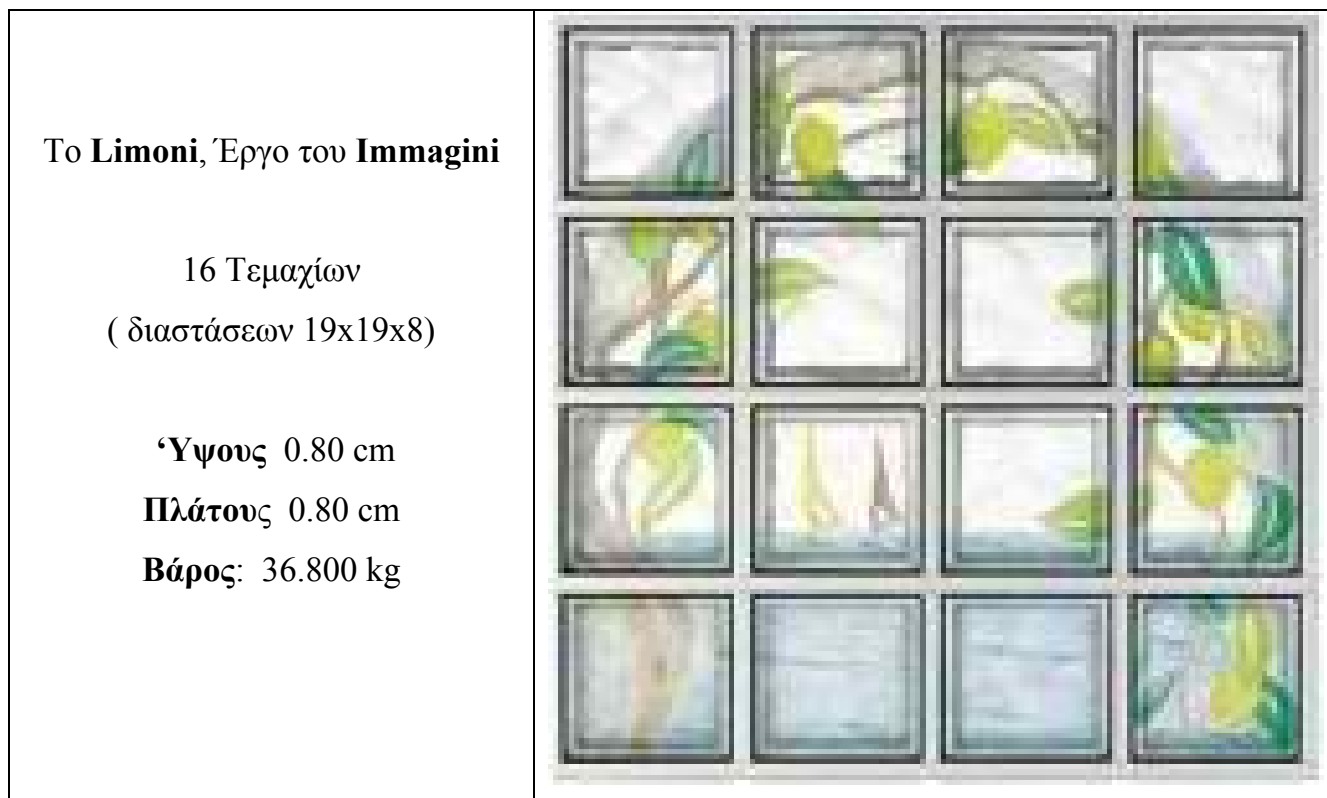 Το Limoni, Έργο του Immagini
16 Τεμαχίων
( διαστάσεων 19x19x8)
‘Υψους 0.80 cm
Πλάτους 0.80 cm
Βάρος: 36.800 kg